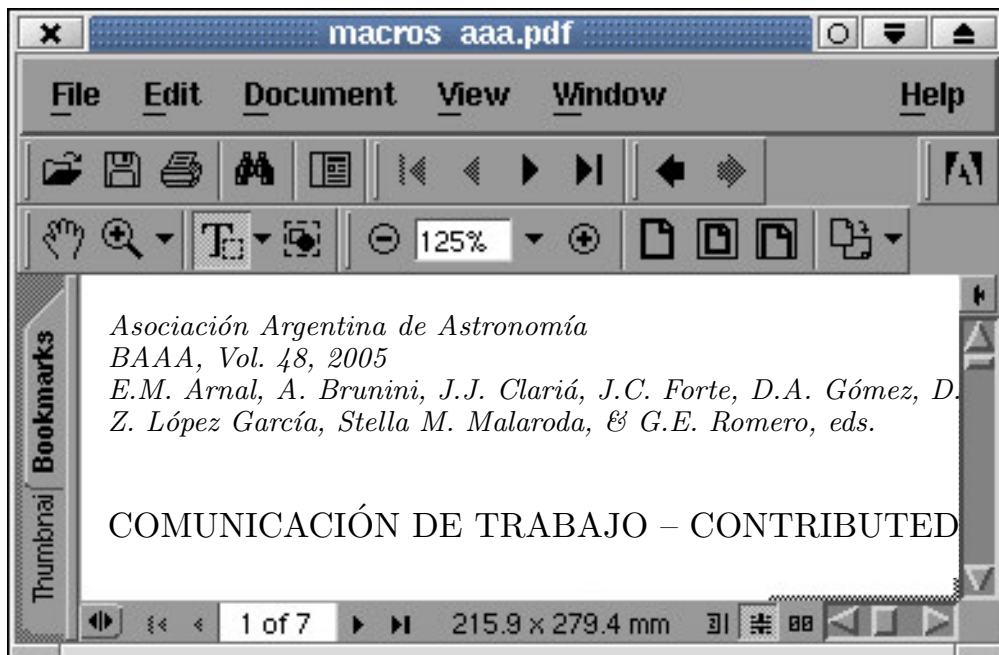 macros aaa.pdf
File Edit Document View Window Help
125%
Bookmarks
Thumbnai
Asociación Argentina de Astronomía
BAAA, Vol. 48, 2005
E.M. Arnal, A. Brunini, J.J. Clariá, J.C. Forte, D.A. Gómez, D.
Z. López García, Stella M. Malaroda, & G.E. Romero, eds.
COMUNICACIÓN DE TRABAJO – CONTRIBUTED
1 of 7 215.9 x 279.4 mm